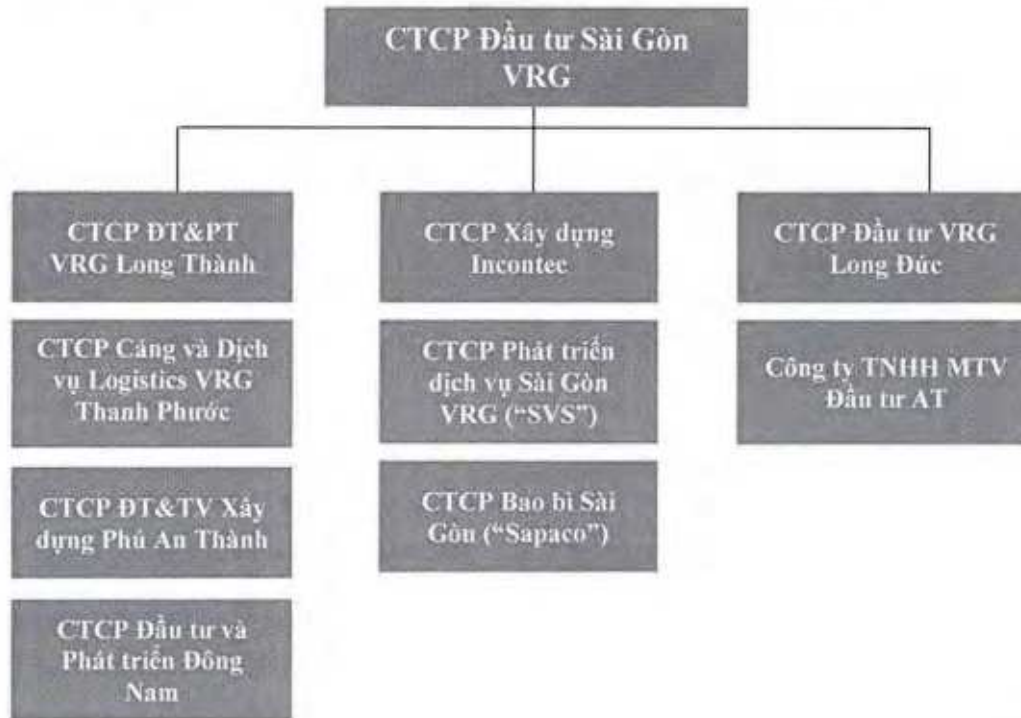 CTCP Đầu tư Sài Gòn
VRG
CTCP ĐT&PT
VRG Long Thành
CTCP Cảng và Dịch
vụ Logistics VRG
Thanh Phước
CTCP ĐT&TV Xây
dựng Phú An Thành
CTCP Đầu tư và
Phát triển Đông
Nam
CTCP Xây dựng
Incontec
CTCP Phát triển
dịch vụ Sài Gòn
VRG (“SVS”)
CTCP Bao bì Sài
Gòn (“Sapaco”)
CTCP Đầu tư VRG
Long Đức
Công ty TNHH MTV
Đầu tư AT